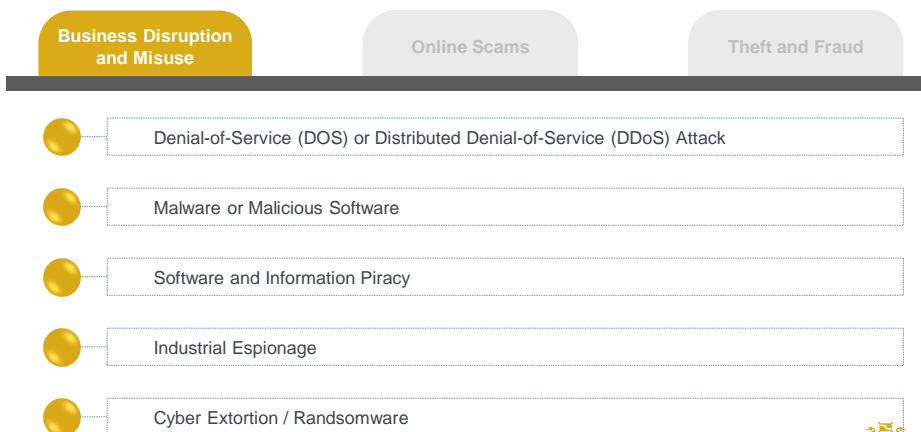 Business Disruption
and Misuse
Online Scams
Theft and Fraud
Denial-of-Service (DOS) or Distributed Denial-of-Service (DDoS) Attack
Malware or Malicious Software
Software and Information Piracy
Industrial Espionage
Cyber Extortion / Randsomware